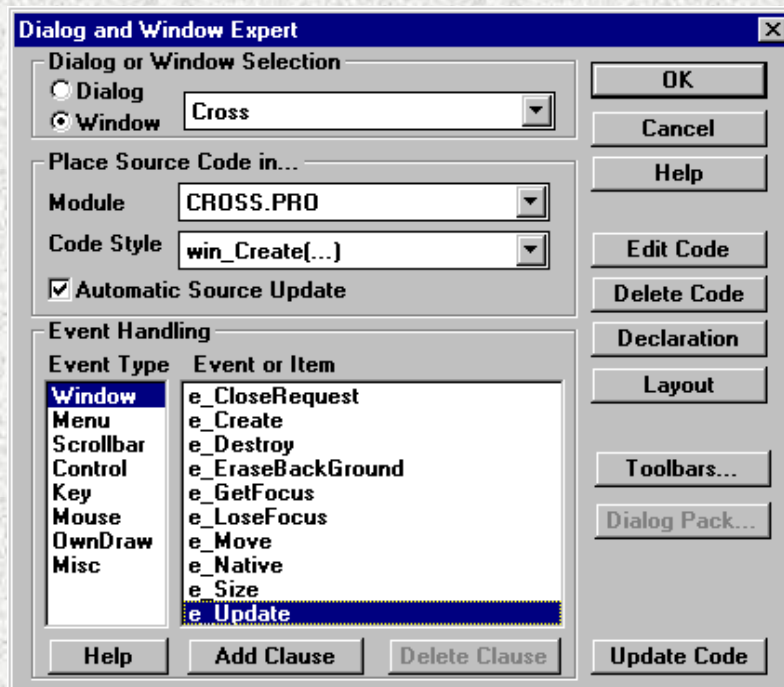 Dialog and Window Expert
Dialog or Window Selection
Dialog
Window
Cross
Place Source Code in...
Module
CROSS.PRO
Code Style
win_Create(...)
Automatic Source Update
Event Handling
Event Type
Event or Item
Window
Menu
Scrollbar
Control
Key
Mouse
OwnDraw
Misc
e_CloseRequest
e_Create
e_Destroy
e_EraseBackGround
e_GetFocus
e_LoseFocus
e_Move
e_Native
e_Size
e_Update
Help
Add Clause
Delete Clause
OK
Cancel
Help
Edit Code
Delete Code
Declaration
Layout
Toolbars...
Dialog Pack...
Update Code